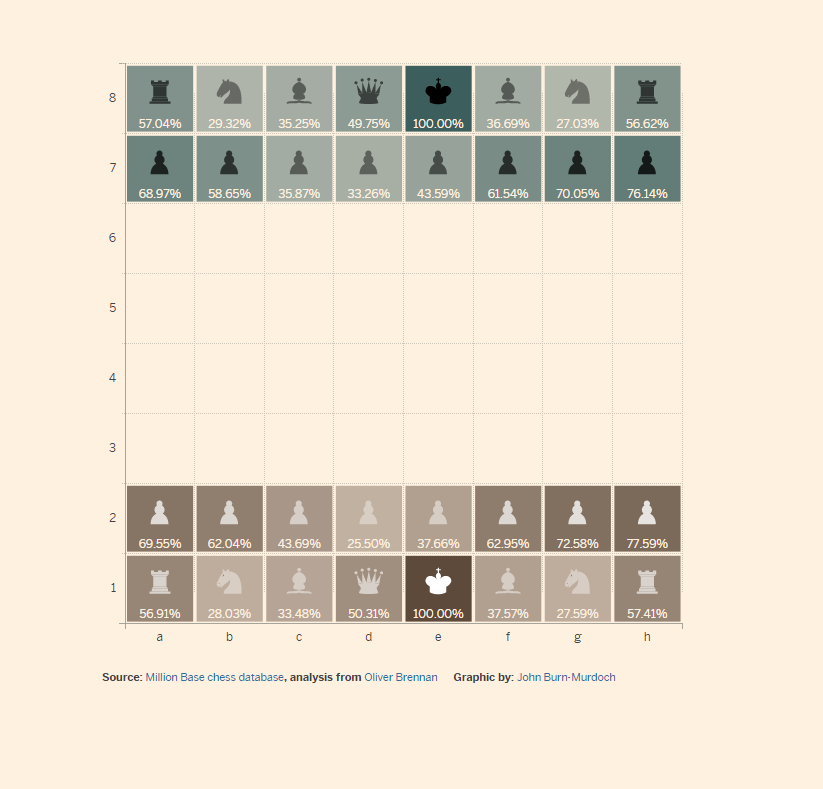 8
57.04% 29.32% 35.25% 49.75% 100.00% 36.69% 27.03% 56.62%
7
68.97% 58.65% 35.87% 33.26% 43.59% 61.54% 70.05% 76.14%
6
5
4
3
2
69.55% 62.04% 43.69% 25.50% 37.66% 62.95% 72.58% 77.59%
1
56.91% 28.03% 33.48% 50.31% 100.00% 37.57% 27.59% 57.41%
a b c d e f g h
Source: Million Base chess database, analysis from Oliver Brennan Graphic by: John Burn-Murdoch